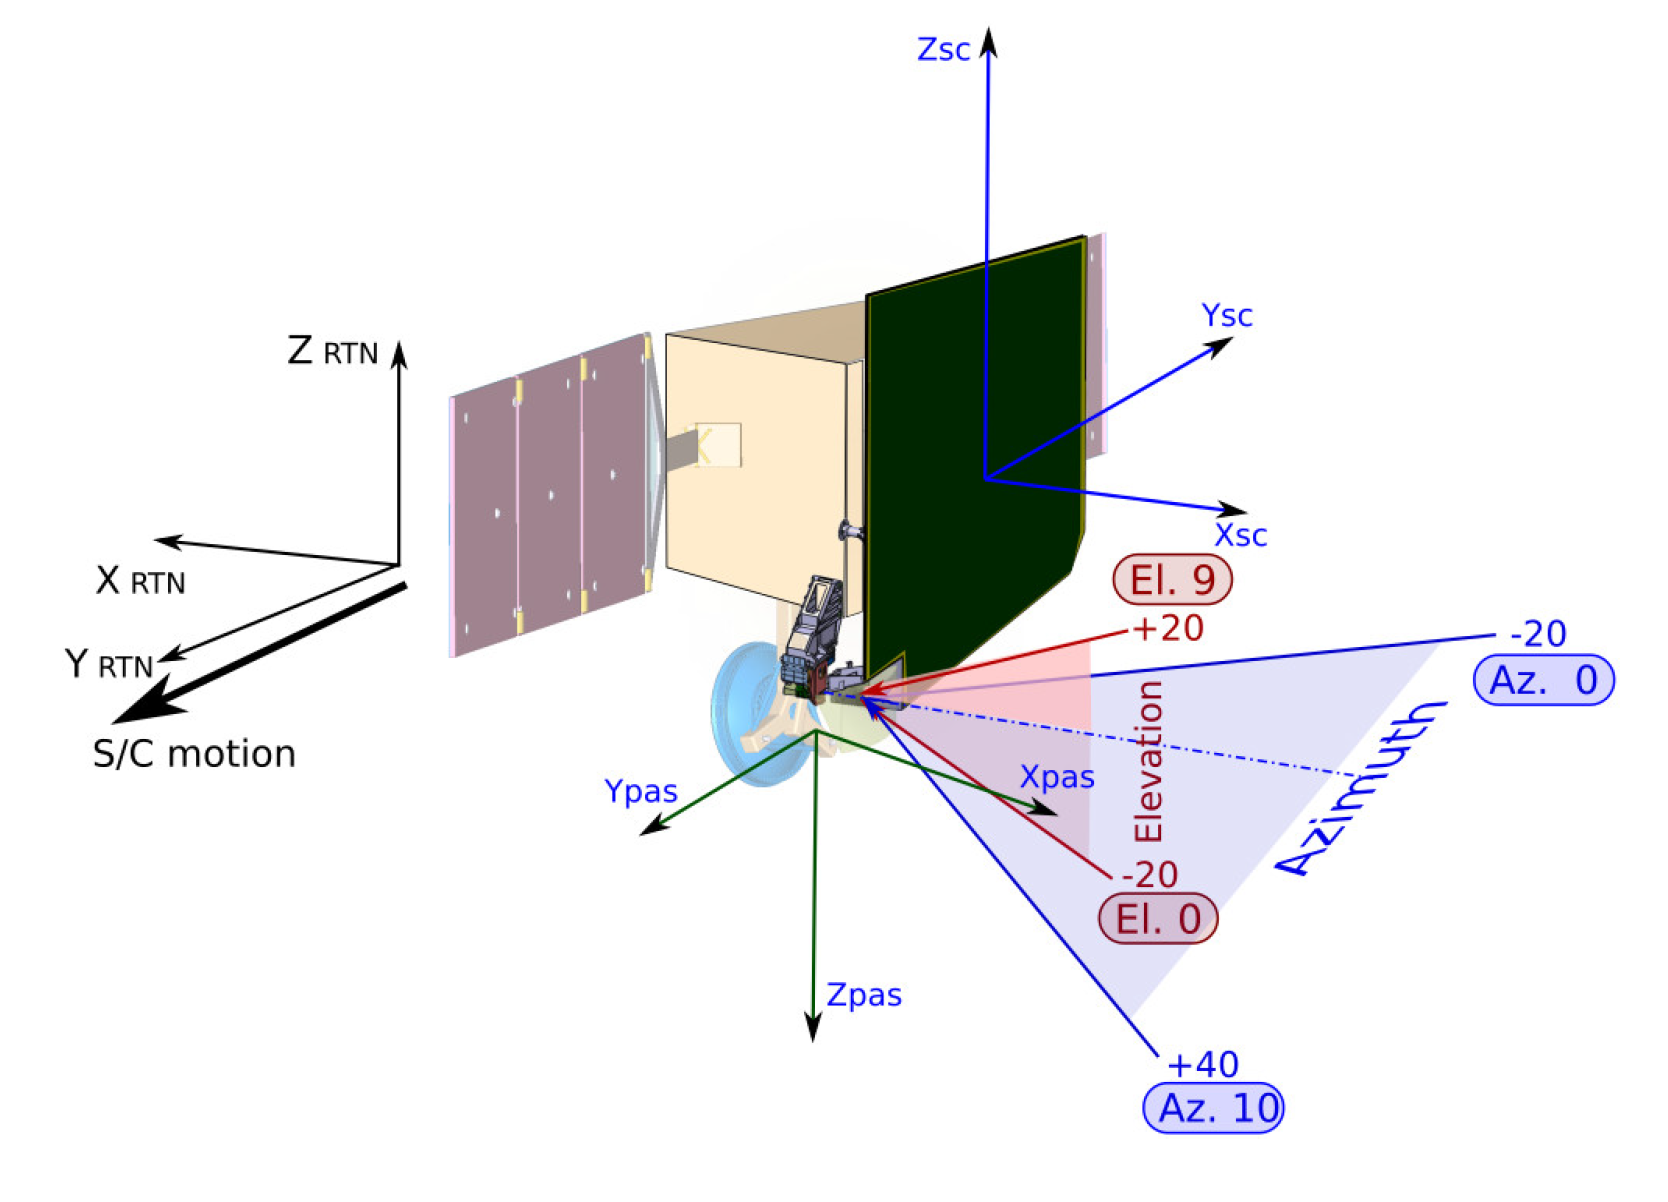 Zsc
Ysc
Z RTN
Xsc
X RTN
El. 9
+20
-20
Az. 0
Y RTN
S/C motion
Elevation
Azimuth
Xpas
Ypas
-20
El. 0
Zpas
+40
Az. 10